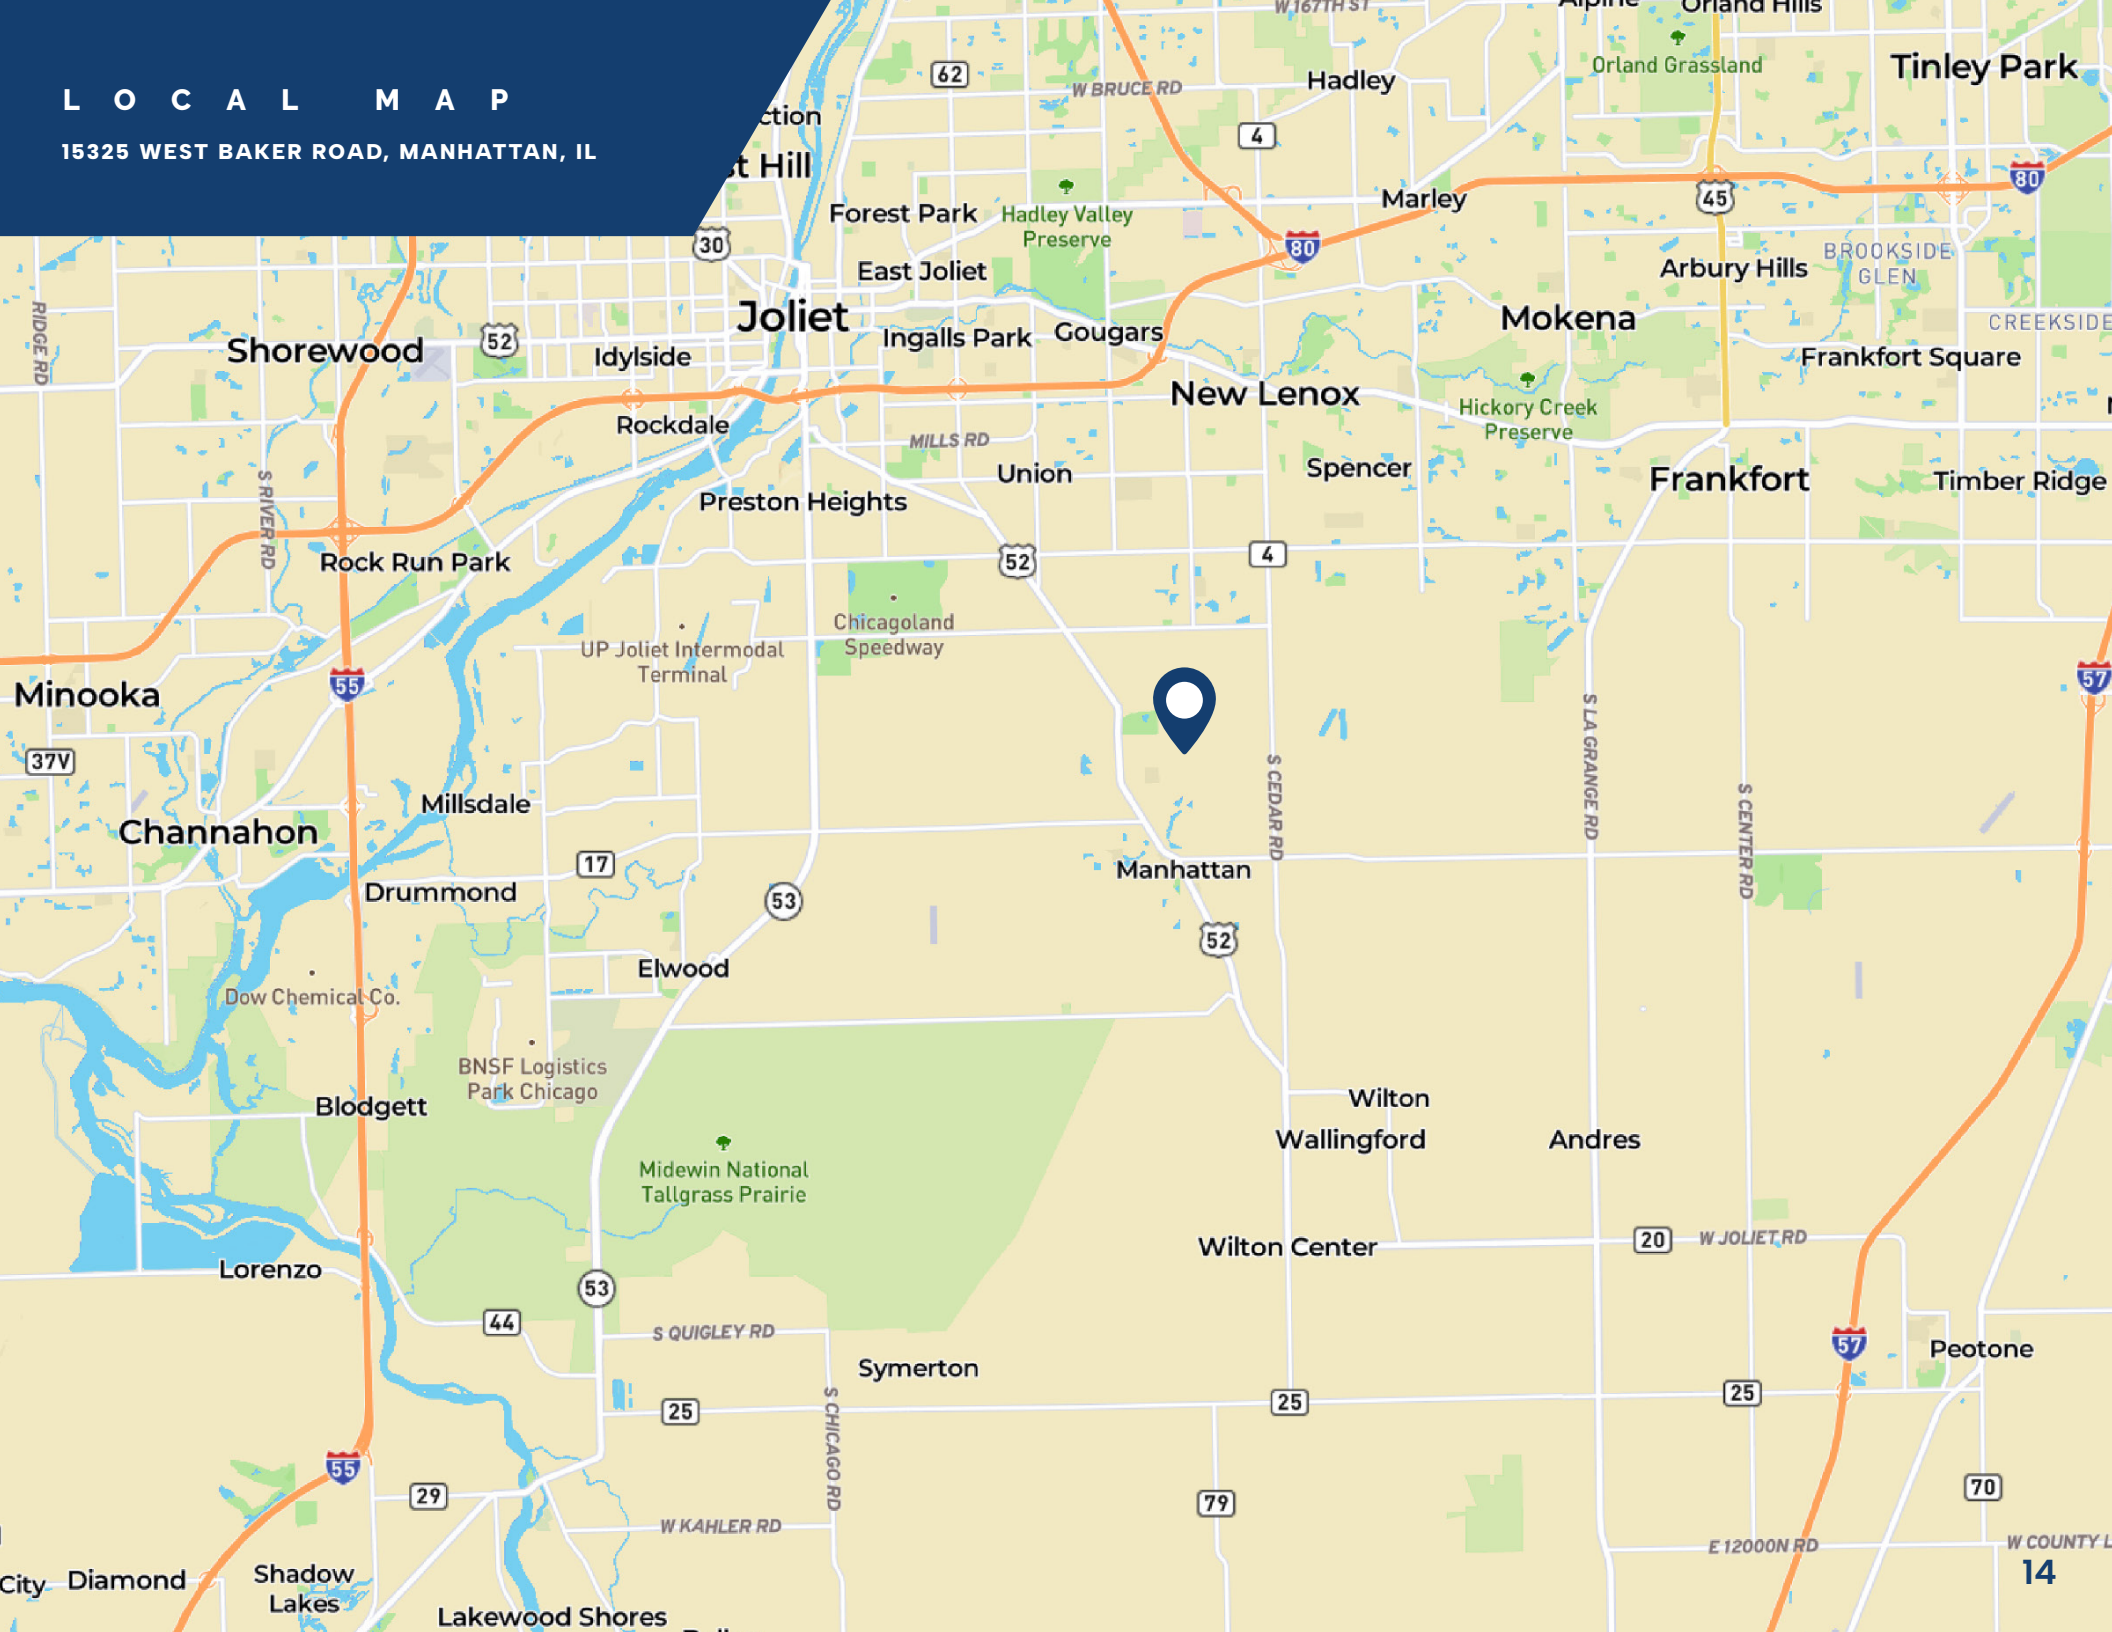 LOCAL MAP
15325 WEST BAKER ROAD, MANHATTAN, IL
W 167TH ST
Alpine
Orland Hills
Orland Grassland
Tinley Park
62
W BRUCE RD
Hadley
4
ction
st Hill
80
45
Marley
Forest Park
Hadley Valley
Preserve
30
80
BROOKSIDE
GLEN
East Joliet
Arbury Hills
RIDGE RD
Joliet
Mokena
CREEKSIDE
52
Shorewood
Idylside
Ingalls Park
Gougars
Frankfort Square
New Lenox
Hickory Creek
Preserve
Rockdale
MILLS RD
Union
Spencer
Frankfort
Timber Ridge
S RIVER RD
Preston Heights
Rock Run Park
52
4
Chicagoland
Speedway
UP Joliet Intermodal
Terminal
55
Minooka
57
S LA GRANGE RD
37V
S CEDAR RD
S CENTER RD
Millsdale
Channahon
17
Manhattan
Drummond
53
52
Elwood
Dow Chemical Co.
BNSF Logistics
Park Chicago
Blodgett
Wilton
Wallingford
Andres
Midewin National
Tallgrass Prairie
Wilton Center
20
W JOLIET RD
Lorenzo
53
44
S QUIGLEY RD
57
Peotone
Symerton
25
25
25
S CHICAGO RD
55
29
79
70
W KAHLER RD
E 12000N RD
W COUNTY L
14
City
Diamond
Shadow
Lakes
Lakewood Shores